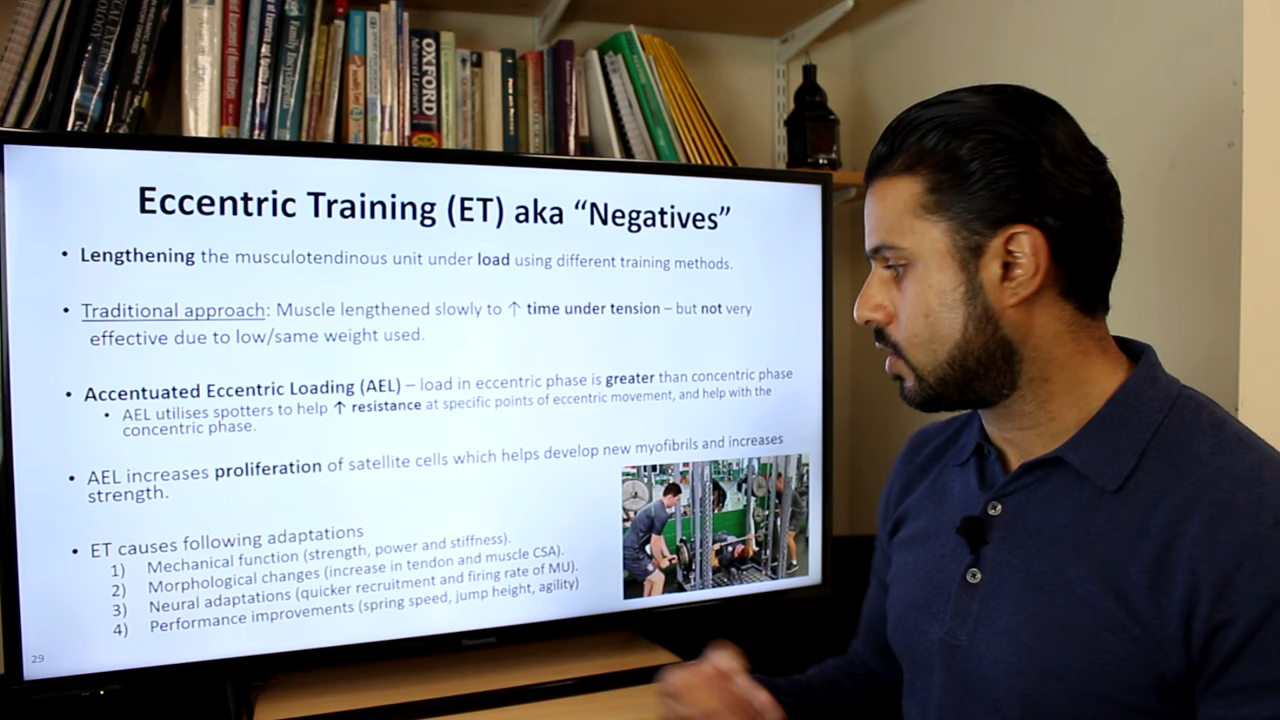 OXFORD
Advanced Learner's
Family Encyclopedia
NEW
Eccentric Training (ET) aka “Negatives”
• Lengthening the musculotendinous unit under load using different training methods.
• Traditional approach: Muscle lengthened slowly to ↑ time under tension – but not very
effective due to low/same weight used.
• Accentuated Eccentric Loading (AEL) – load in eccentric phase is greater than concentric phase
• AEL utilises spotters to help ↑ resistance at specific points of eccentric movement, and help with the
concentric phase.
• AEL increases proliferation of satellite cells which helps develop new myofibrils and increases
strength.
• ET causes following adaptations
1) Mechanical function (strength, power and stiffness).
2) Morphological changes (increase in tendon and muscle CSA).
3) Neural adaptations (quicker recruitment and firing rate of MU).
4) Performance improvements (spring speed, jump height, agility)
29
Panasonic